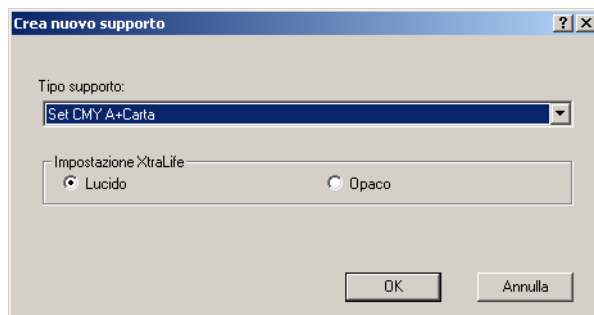 Crea nuovo supporto
Tipo supporto:
Set CMY A+Carta
Impostazione XtraLife
Lucido Opaco
OK Annulla